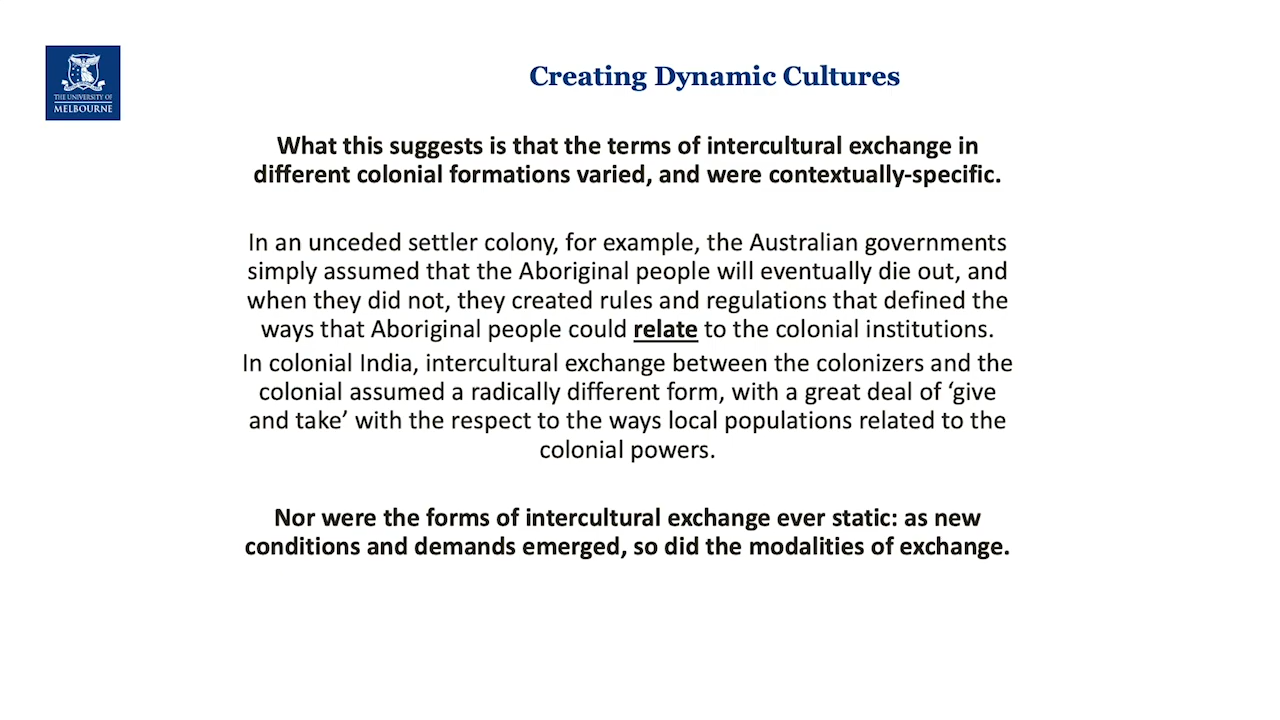 THE UNIVERSITY OF
MELBOURNE
Creating Dynamic Cultures
What this suggests is that the terms of intercultural exchange in
different colonial formations varied, and were contextually-specific.
In an unceded settler colony, for example, the Australian governments
simply assumed that the Aboriginal people will eventually die out, and
when they did not, they created rules and regulations that defined the
ways that Aboriginal people could relate to the colonial institutions.
In colonial India, intercultural exchange between the colonizers and the
colonial assumed a radically different form, with a great deal of ‘give
and take’ with the respect to the ways local populations related to the
colonial powers.
Nor were the forms of intercultural exchange ever static: as new
conditions and demands emerged, so did the modalities of exchange.